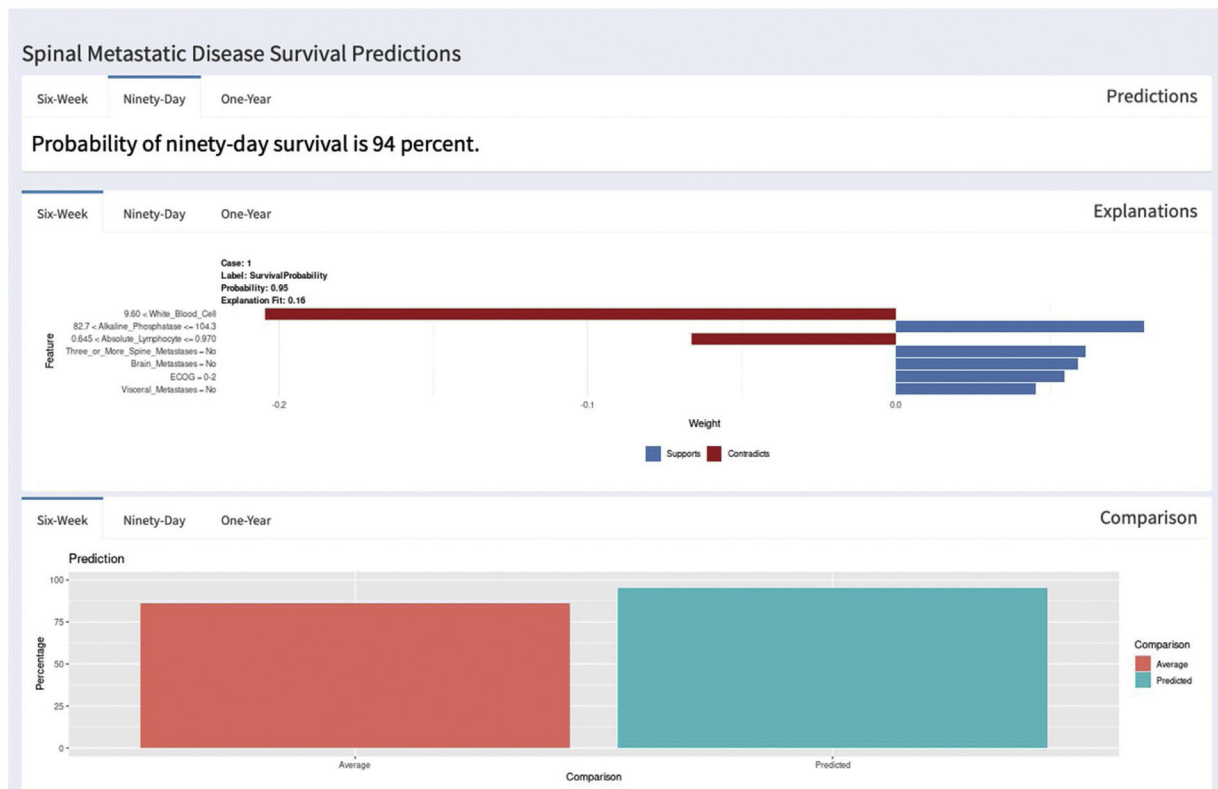 Spinal Metastatic Disease Survival Predictions
Six-Week Ninety-Day One-Year Predictions
Probability of ninety-day survival is 94 percent.
Six-Week Ninety-Day One-Year Explanations
Case: 1
Label: SurvivalProbability
Probability: 0.95
Explanation Fit: 0.16
9.60 < White_Blood_Cell
82.7 < Alkaline_Phosphatase <= 104.3
0.645 < Absolute_Lymphocyte <= 0.970
Three_or_More_Spine_Metastases = No
Brain_Metastases = No
ECOG = 0-2
Visceral_Metastases = No
Feature
-0.2 -0.1 0.0
Weight
Supports Contradicts
Six-Week Ninety-Day One-Year Comparison
Prediction
100
75
50
25
0
Percentage
Average Predicted
Comparison
Comparison
Average
Predicted